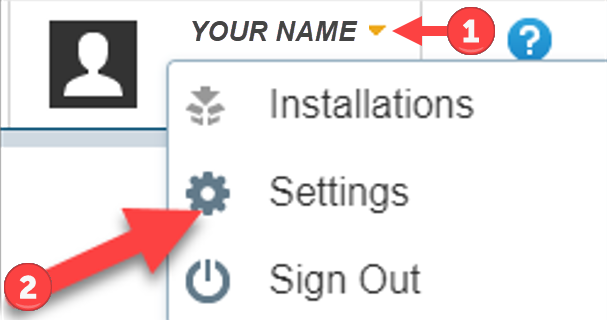 YOUR NAME 1 ?
Installations
Settings
2 Sign Out